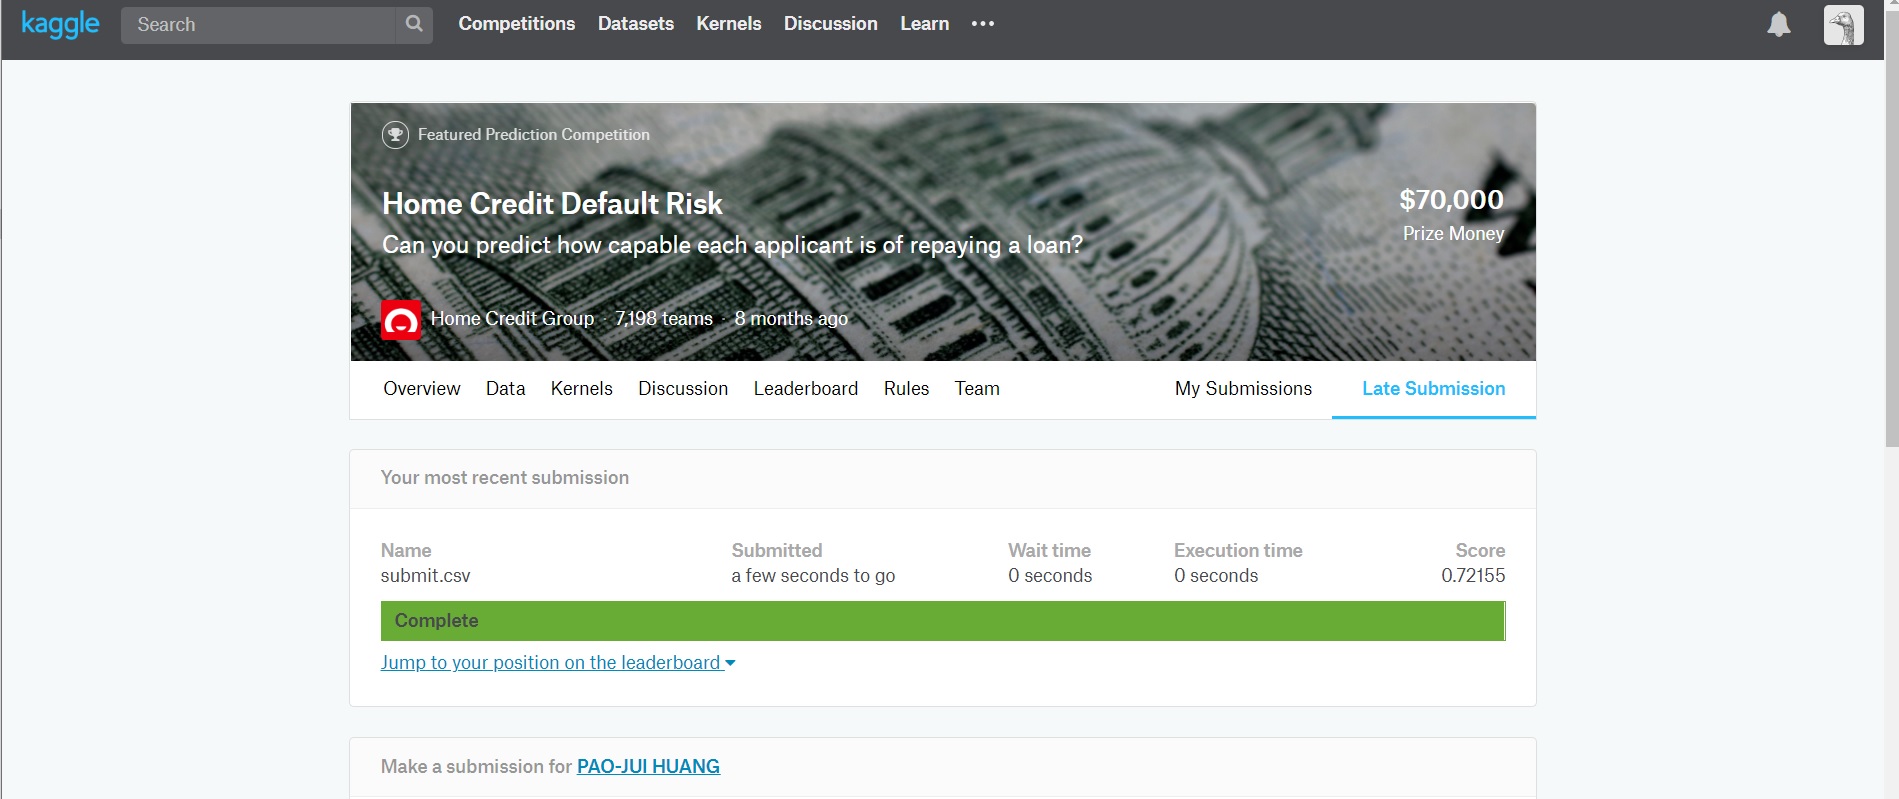 kaggle Search Competitions Datasets Kernels Discussion Learn •••
Featured Prediction Competition
Home Credit Default Risk
$70,000
Can you predict how capable each applicant is of repaying a loan?
Prize Money
Home Credit Group · 7,198 teams · 8 months ago
Overview Data Kernels Discussion Leaderboard Rules Team My Submissions Late Submission
Your most recent submission
Name Submitted Wait time Execution time Score
submit.csv a few seconds to go 0 seconds 0 seconds 0.72155
Complete
Jump to your position on the leaderboard
Make a submission for PAO-JUI HUANG